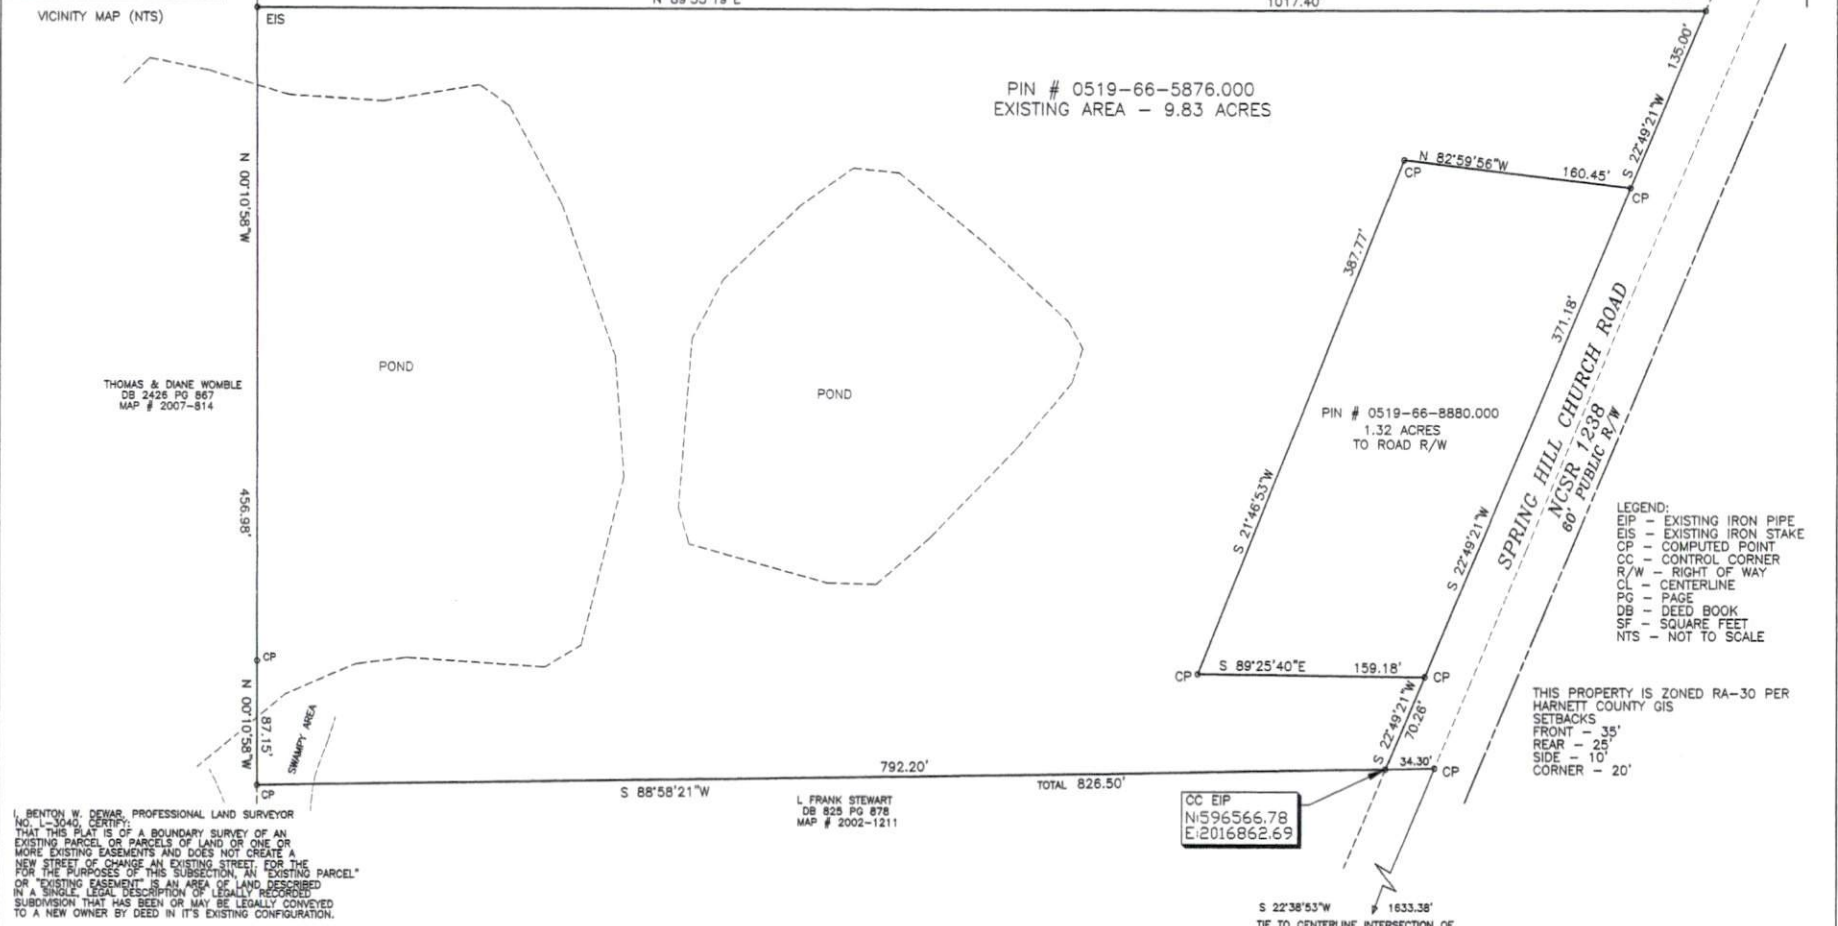 VICINITY MAP (NTS)
EIS
1017.40'
135.00'
S 22°49'21"W
PIN # 0519-66-5876.000
EXISTING AREA - 9.83 ACRES
N 82°59'56"W
160.45'
CP
CP
N 00°10'58"W
387.77'
371.18'
POND
POND
THOMAS & DIANE WOMBLE
DB 2426 PG 867
MAP # 2007-814
PIN # 0519-66-8880.000
1.32 ACRES
TO ROAD R/W
SPRING HILL CHURCH ROAD
NCSR 1238
60' PUBLIC R/W
S 21°46'53"W
456.98'
S 22°49'21"W
LEGEND:
EIP - EXISTING IRON PIPE
EIS - EXISTING IRON STAKE
CP - COMPUTED POINT
CC - CONTROL CORNER
R/W - RIGHT OF WAY
CL - CENTERLINE
PG - PAGE
DB - DEED BOOK
SF - SQUARE FEET
NTS - NOT TO SCALE
CP
CP
S 89°25'40"E
159.18'
CP
N 00°10'58"W
87.15'
SWAMPY AREA
S 22°49'21"W
70.26'
THIS PROPERTY IS ZONED RA-30 PER
HARNETT COUNTY GIS
SETBACKS
FRONT - 35'
REAR - 25'
SIDE - 10'
CORNER - 20'
792.20'
34.30'
CP
TOTAL 826.50'
CP
S 88°58'21"W
L FRANK STEWART
DB 825 PG 878
MAP # 2002-1211
CC EIP
N:596566.78
E:2016862.69
I, BENTON W. DEWAR, PROFESSIONAL LAND SURVEYOR
NO. L-3040, CERTIFY:
THAT THIS PLAT IS OF A BOUNDARY SURVEY OF AN
EXISTING PARCEL OR PARCELS OF LAND OR ONE OR
MORE EXISTING EASEMENTS AND DOES NOT CREATE A
NEW STREET OF CHANGE AN EXISTING STREET. FOR THE
FOR THE PURPOSES OF THIS SUBSECTION, AN "EXISTING PARCEL"
OR "EXISTING EASEMENT" IS AN AREA OF LAND DESCRIBED
IN A SINGLE, LEGAL DESCRIPTION OF LEGALLY RECORDED
SUBDIVISION THAT HAS BEEN OR MAY BE LEGALLY CONVEYED
TO A NEW OWNER BY DEED IN IT'S EXISTING CONFIGURATION.
S 22°38'53"W
1633.38'
TIE TO CENTERLINE INTERSECTION OF